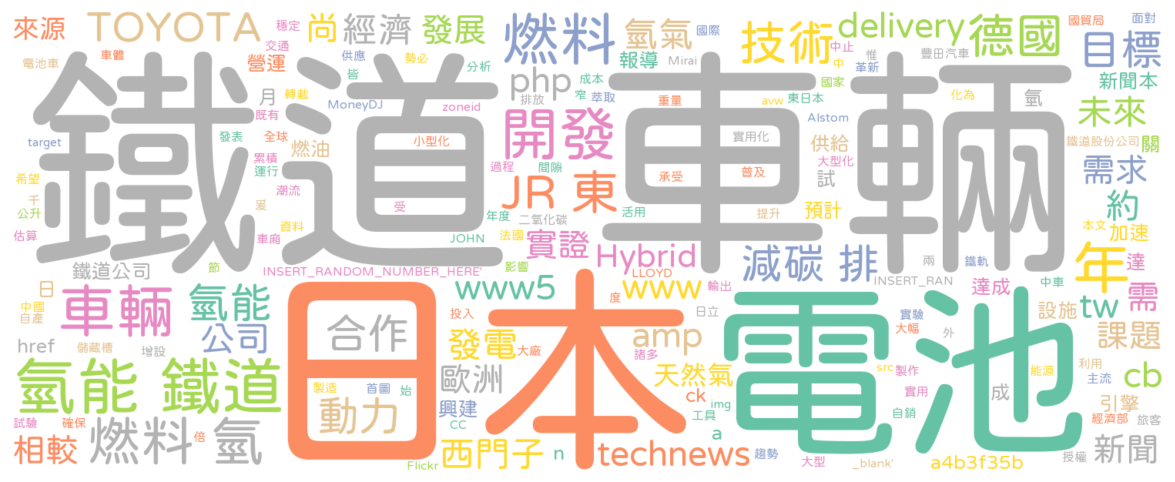 來源 TOYOTA 穩定 尚 經濟 發展 燃料 氫氣 國際 技術 delivery 德國 國貿局 面對
目標
電池車 車體 交通 營運 供應 勢必 報導 Mirai 中止 中 惟 革新 豐田汽車
轉載 皆 分析 php 成本 國家 新聞本
月 MoneyDJ zoneid 排放 窄 萃取 重量 avw 東日本 化為 氫 未來
既有 鐵道車輛 開發 Alstom
target 發表 全球 小型化 實用化 供給 鐵道股份公司 關
累積 燃油 過程 間隙 大型化
希望 運行 JR 東 承受 普及 試 需求
千 潮流 受 年度 活用 提升 預計 約
公升 爰 資料 二氧化碳 本文
估算 車廂 JOHN 法國 實證 Hybrid 減碳 排 兩 鐵軌 年 加速
鐵道公司 節 INSERT_RANDOM_NUMBER_HERE' 影響 LLOYD INSERT_RAN 中車 達
日 車輛 氫能 日本 www5 www 輸出 電池 達成 tw 需
中國 度 設施
自產 公司 合作 投入 日立 實驗
href 儲藏槽 增設 發電 大廠 amp 諸多 大幅 外 課題
氫能 鐵道 歐洲 天然氣 src 製作 能源 利用 cb
製造 首圖 始 ck 實用 成 主流
動力 興建 img 引擎
試驗 確保 CC 工具 自銷 經濟部 旅客
相較 燃料 氫 倍 西門子 n a technews 趨勢 授權 新聞
Flickr 大型 _blank' a4b3f35b